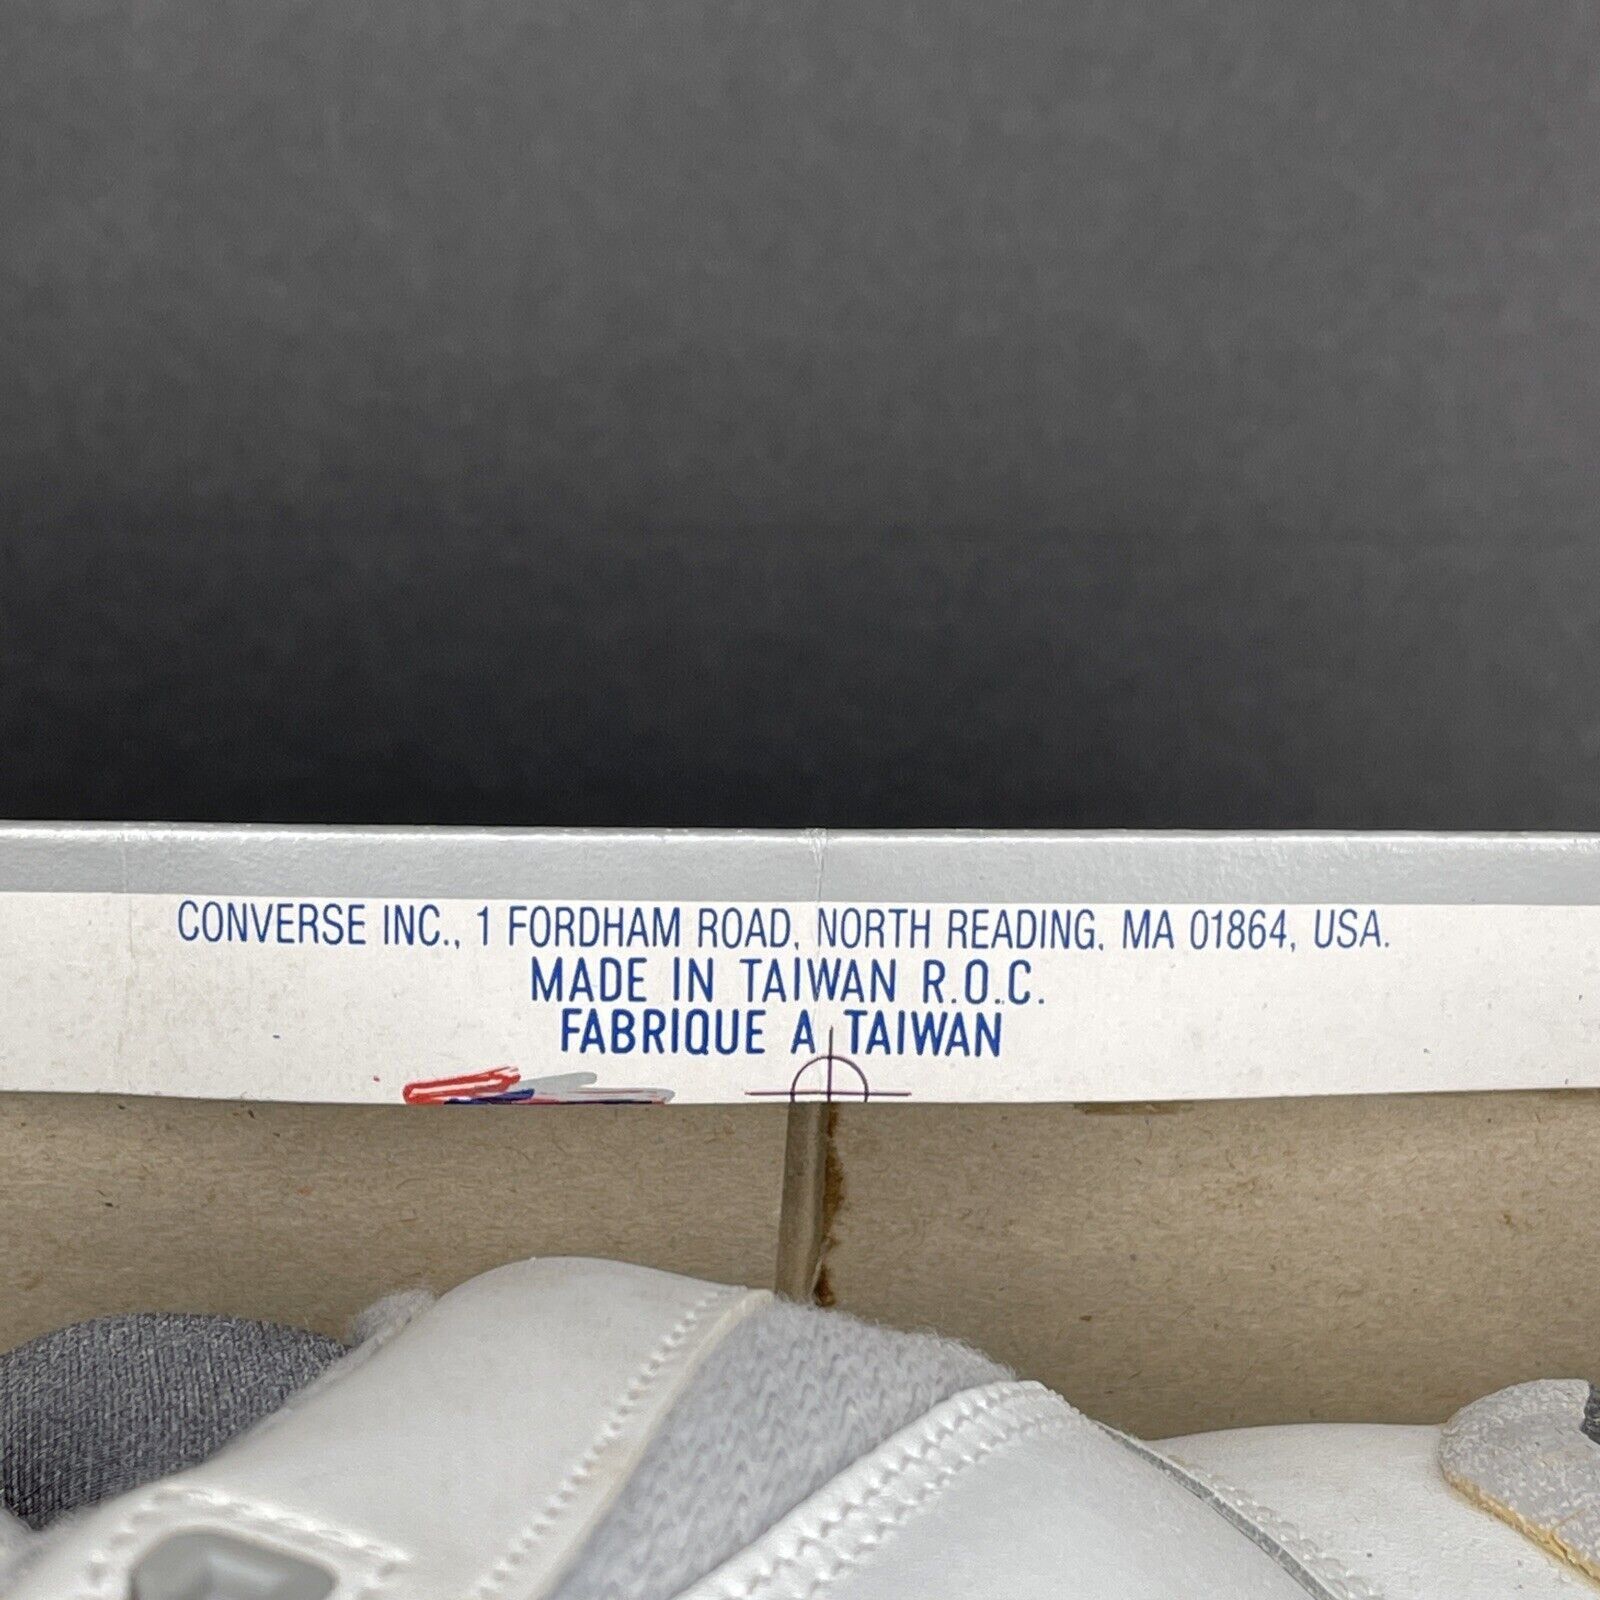 CONVERSE INC., 1 FORDHAM ROAD, NORTH READING, MA 01864, USA.
MADE IN TAIWAN R.O.C.
FABRIQUE A TAIWAN